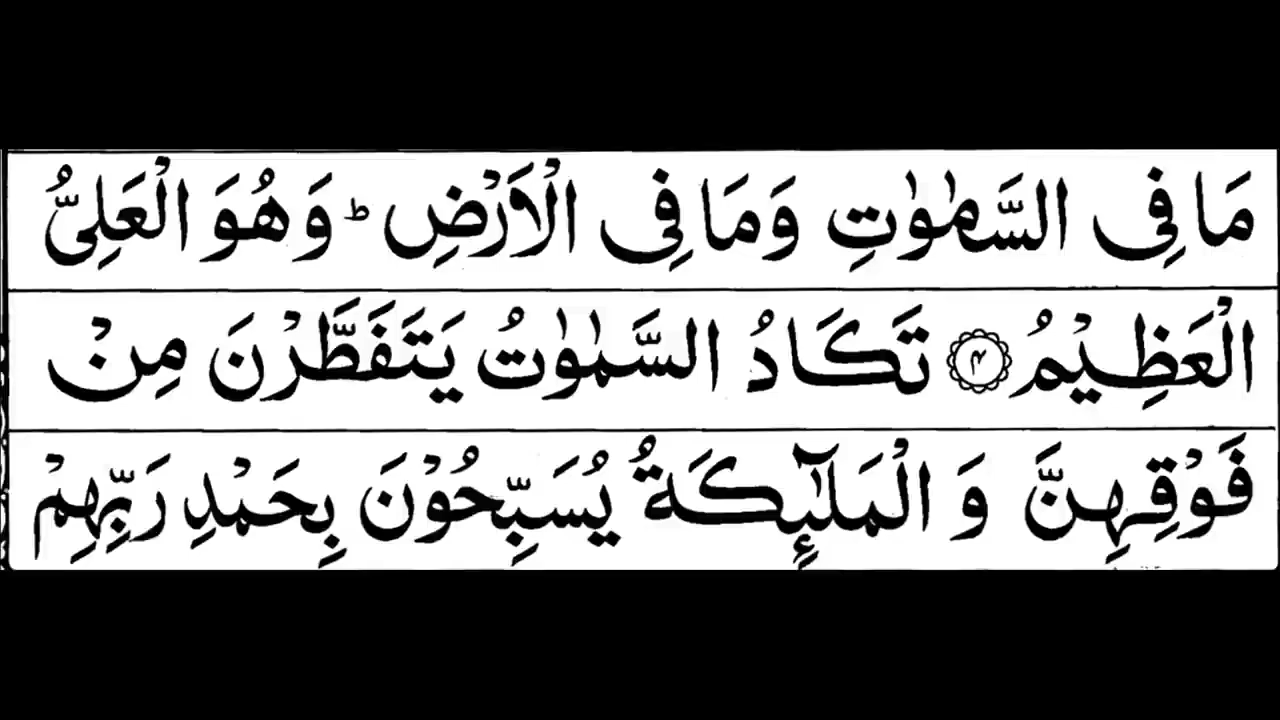 مَا فِى السَّمٰوٰتِ وَمَا فِى الْاَرْضِ ؕ وَهُوَ الْعَلِىُّ
الْعَظِيْمُ ﴿۴﴾ تَكَادُ السَّمٰوٰتُ يَتَفَطَّرْنَ مِنْ
فَوْقِهِنَّ وَ الْمَلٰٓئِكَةُ يُسَبِّحُوْنَ بِحَمْدِ رَبِّهِمْ